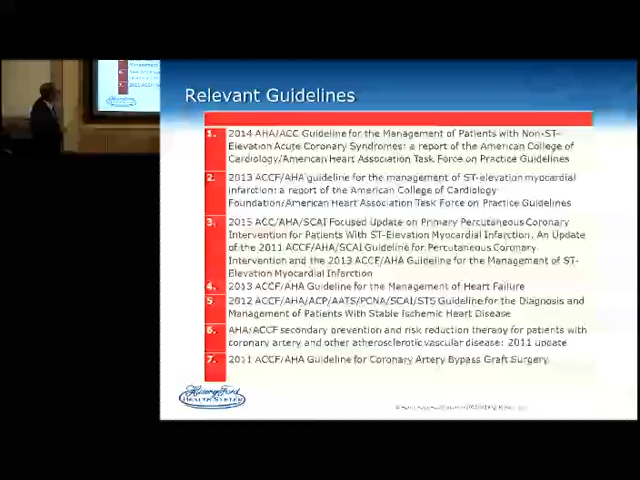 Relevant Guidelines
1. 2014 AHA/ACC Guideline for the Management of Patients with Non-ST-
Elevation Acute Coronary Syndromes: a report of the American College of
Cardiology/American Heart Association Task Force on Practice Guidelines
2. 2013 ACCF/AHA guideline for the management of ST-elevation myocardial
infarction: a report of the American College of Cardiology
Foundation/American Heart Association Task Force on Practice Guidelines
3. 2015 ACC/AHA/SCAI Focused Update on Primary Percutaneous Coronary
Intervention for Patients With ST-Elevation Myocardial Infarction, An Update
of the 2011 ACCF/AHA/SCAI Guideline for Percutaneous Coronary
Intervention and the 2013 ACCF/AHA Guideline for the Management of ST-
Elevation Myocardial Infarction
4. 2013 ACCF/AHA Guideline for the Management of Heart Failure
5 2012 ACCF/AHA/ACP/AATS/PCNA/SCAI/STS Guideline for the Diagnosis and
Management of Patients With Stable Ischemic Heart Disease
6. AHA/ACCF secondary prevention and risk reduction therapy for patients with
coronary artery and other atherosclerotic vascular disease: 2011 update
7. 2011 ACCF/AHA Guideline for Coronary Artery Bypass Graft Surgery
Henry Ford
HEALTH SYSTEM